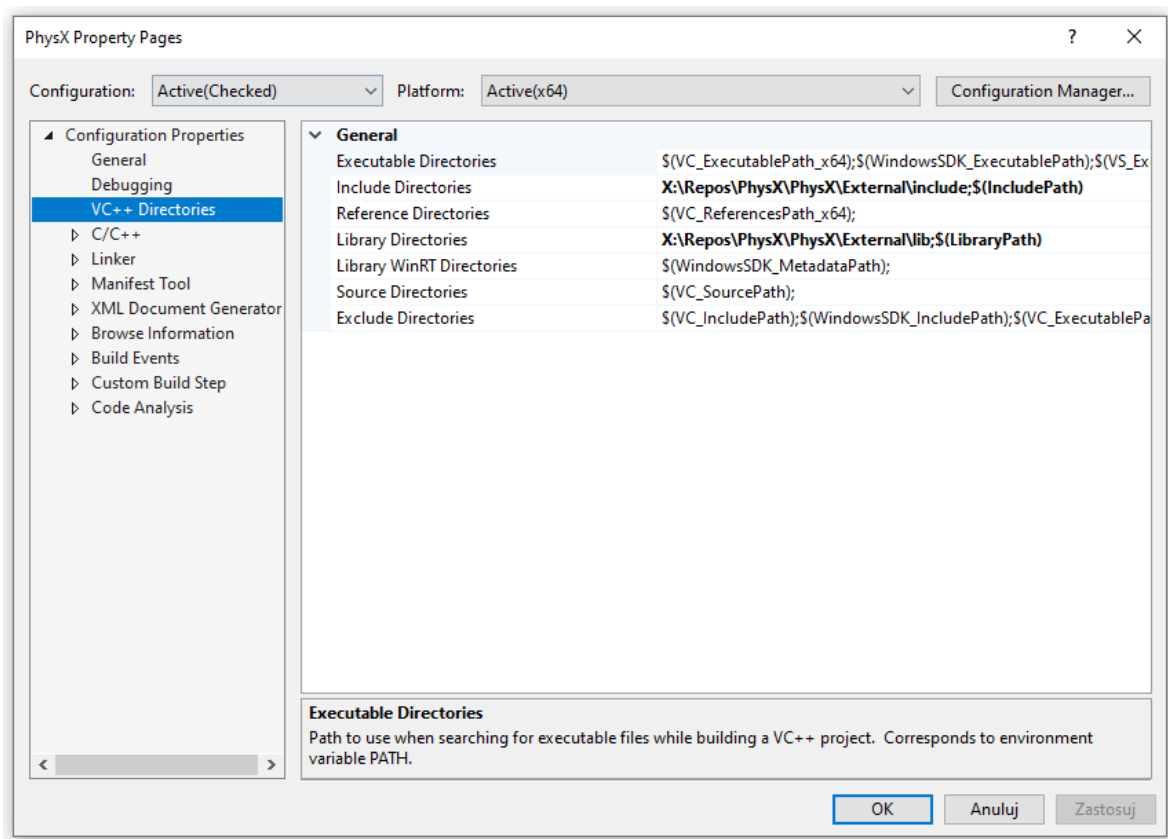 PhysX Property Pages
?
Configuration: Active(Checked) Platform: Active(x64) Configuration Manager...
Configuration Properties
General
Debugging
VC++ Directories
C/C++
Linker
Manifest Tool
XML Document Generator
Browse Information
Build Events
Custom Build Step
Code Analysis
General
Executable Directories $(VC_ExecutablePath_x64);$(WindowsSDK_ExecutablePath);$(VS_Ex
Include Directories X:\Repos\PhysX\PhysX\External\include;$(IncludePath)
Reference Directories $(VC_ReferencesPath_x64);
Library Directories X:\Repos\PhysX\PhysX\External\lib;$(LibraryPath)
Library WinRT Directories $(WindowsSDK_MetadataPath);
Source Directories $(VC_SourcePath);
Exclude Directories $(VC_IncludePath);$(WindowsSDK_IncludePath);$(VC_ExecutablePa
Executable Directories
Path to use when searching for executable files while building a VC++ project. Corresponds to environment
variable PATH.
OK Anuluj Zastosuj